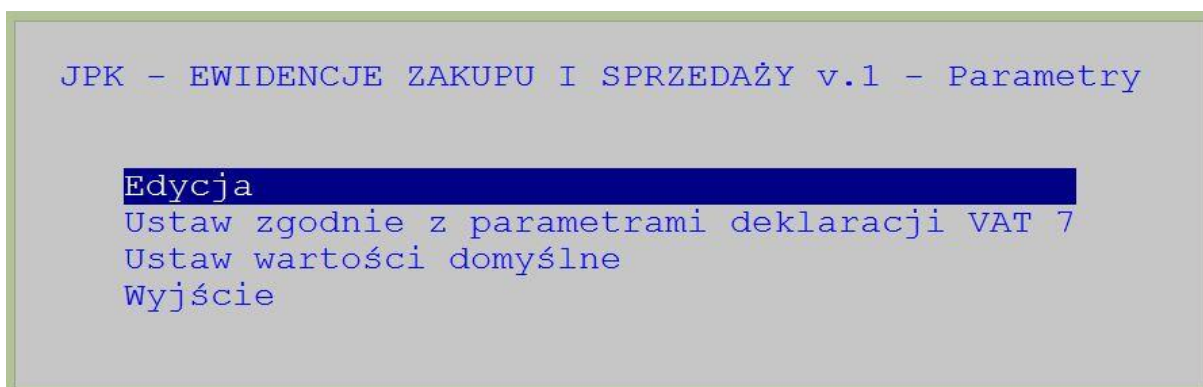 JPK - EWIDENCJE ZAKUPU I SPRZEDAŻY v.1 - Parametry
Edycja
Ustaw zgodnie z parametrami deklaracji VAT 7
Ustaw wartości domyślne
Wyjście